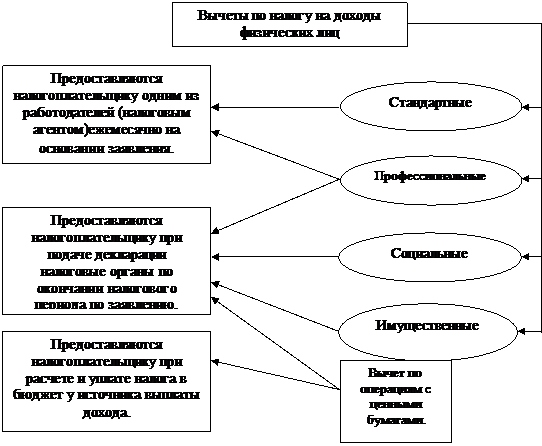 Вычеты по налогу на доходы
физических лиц
Предоставляются
налогоплательщику одним из
работодателей (налоговым
агентом)ежемесячно на
основании заявления.
Стандартные
Профессиональные
Предоставляются
налогоплательщику при
подаче декларации
налоговые органы по
окончании налогового
периода по заявлению.
Социальные
Имущественные
Предоставляются
налогоплательщику при
расчете и уплате налога в
бюджет у источника выплаты
дохода.
Вычет по
операциям с
ценными
бумагами.